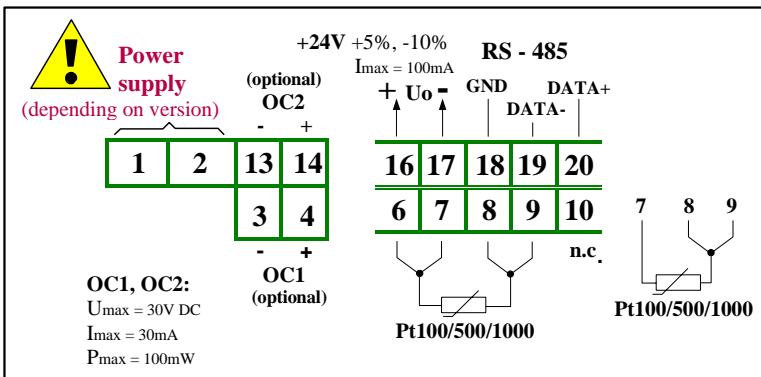 Power
supply
(depending on version)
(optional)
OC2
- +
+24V +5%, -10%
Imax = 100mA
+ Uo -
RS - 485
GND
DATA-
DATA+
1 2 13 14
3 4
- +
OC1
(optional)
16 17 18 19 20
6 7 8 9 10
n.c.
Pt100/500/1000
7 8 9
Pt100/500/1000
OC1, OC2:
Umax = 30V DC
Imax = 30mA
Pmax = 100mW